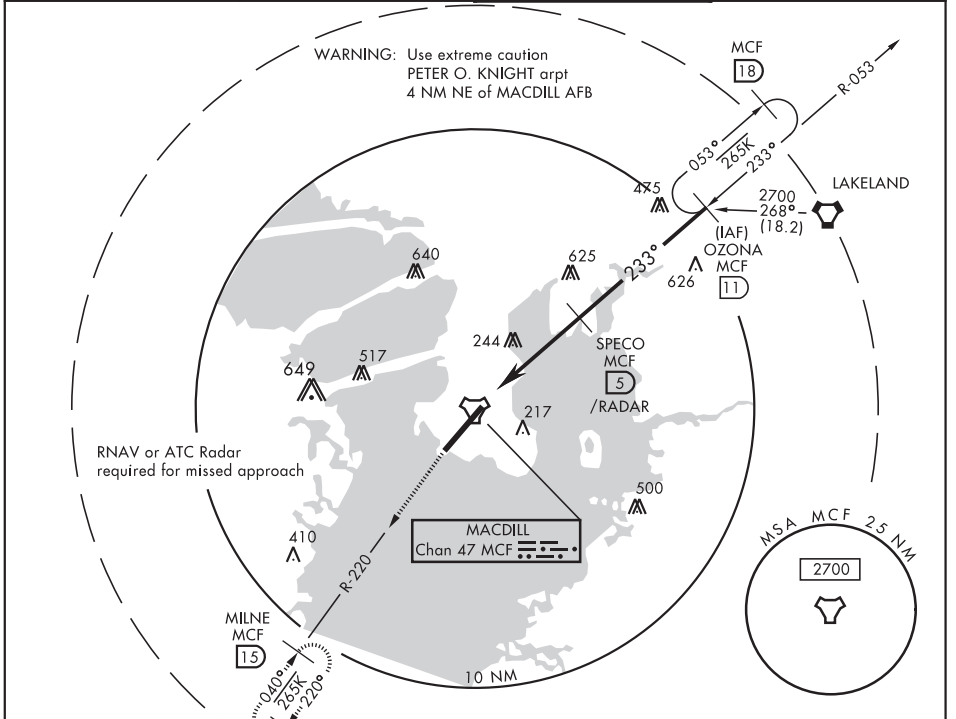 WARNING: Use extreme caution
PETER O. KNIGHT arpt
4 NM NE of MACDILL AFB
MCF
18
R-053
053°
265K
233°
475
2700
268°
(18.2)
LAKELAND
(IAF)
OZONA
MCF
11
640
625
233°
626
244
SPECO
MCF
5
/RADAR
649
517
217
RNAV or ATC Radar
required for missed approach
500
MACDILL
Chan 47 MCF
410
R-220
MSA MCF 25 NM
2700
MILNE
MCF
15
040°
265K
220°
10 NM